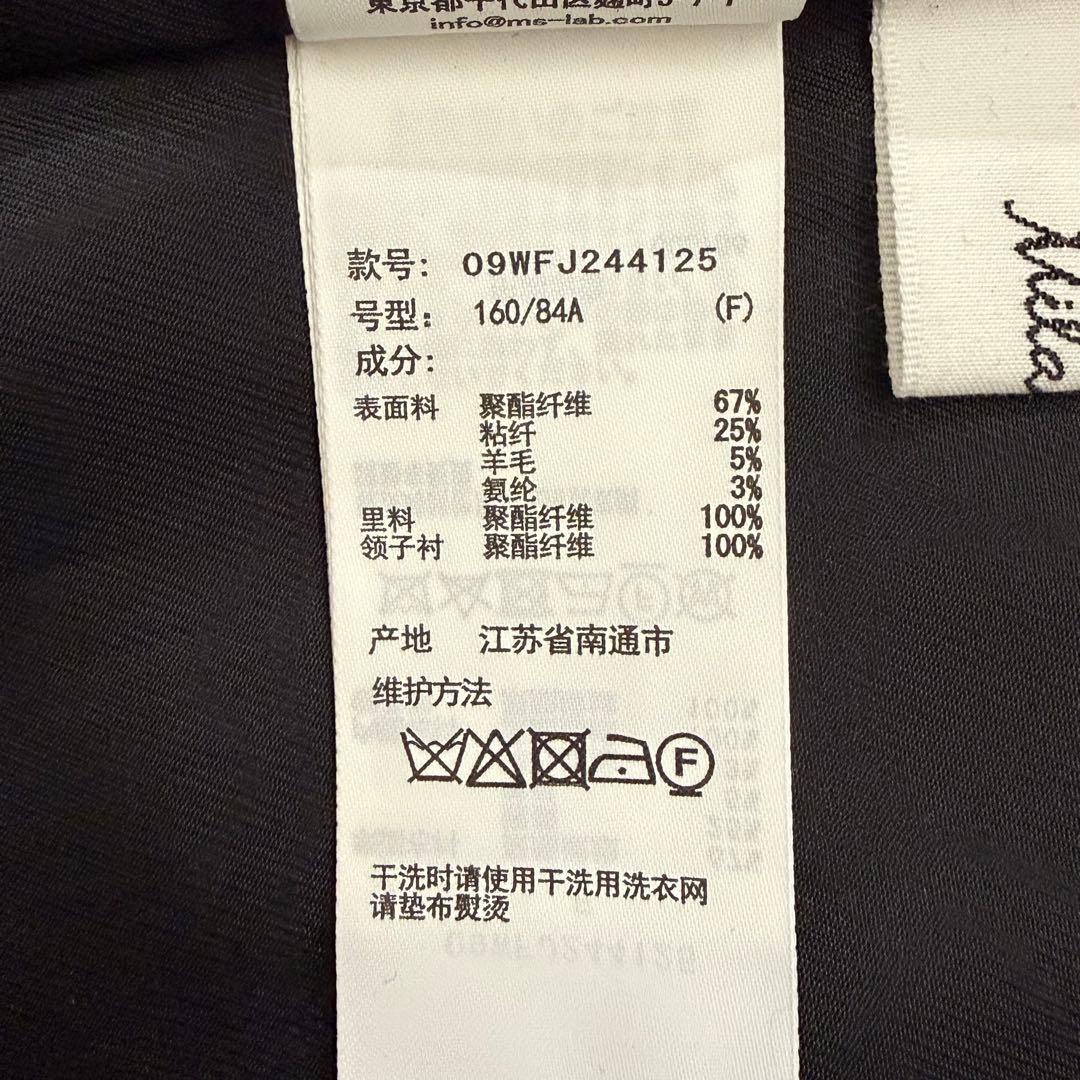 info@ms-lab.com
款号: 09WFJ244125
号型: 160/84A (F)
成分:
表面料 聚酯纤维 67%
粘纤 25%
羊毛 5%
氨纶 3%
里料 聚酯纤维 100%
领子衬 聚酯纤维 100%
产地 江苏省南通市
维护方法
F
干洗时请使用干洗用洗衣网
请垫布熨烫